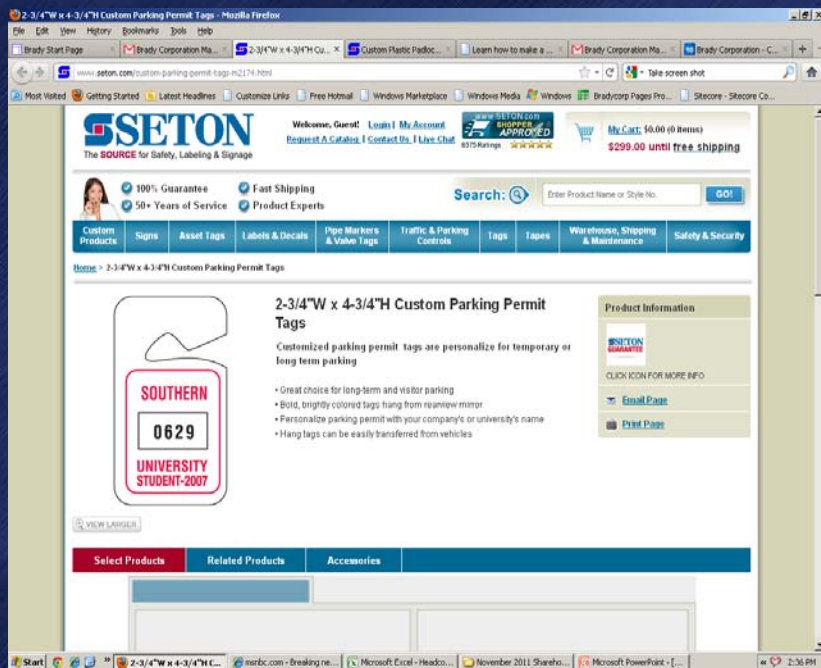 2-3/4"W x 4-3/4"H Custom Parking Permit Tags - Mozilla Firefox
File Edit View History Bookmarks Tools Help
Brady Start Page
Brady Corporation Ma...
2-3/4"W x 4-3/4"H Cu...
Custom Plastic Padloc...
Learn how to make a ...
Brady Corporation Ma...
Brady Corporation - C...
www.seton.com/custom-parking-permit-tags-m2174.html
Take screen shot
Most Visited Getting Started Latest Headlines Customize Links Free Hotmail Windows Marketplace Windows Media Windows Bradycorp Pages Pro... Sitecore - Sitecore Co...
SETON
The SOURCE for Safety, Labeling & Signage
Welcome, Guest! Login | My Account
Request A Catalog | Contact Us | Live Chat
www.SETON.com
SHOPPER
APPROVED
8575 Ratings
My Cart: $0.00 (0 items)
$299.00 until free shipping
100% Guarantee
Fast Shipping
50+ Years of Service
Product Experts
Search:
Enter Product Name or Style No.
GO!
Custom Products
Signs
Asset Tags
Labels & Decals
Pipe Markers & Valve Tags
Traffic & Parking Controls
Tags
Tapes
Warehouse, Shipping & Maintenance
Safety & Security
Home > 2-3/4"W x 4-3/4"H Custom Parking Permit Tags
SOUTHERN
0629
UNIVERSITY
STUDENT-2007
VIEW LARGER
2-3/4"W x 4-3/4"H Custom Parking Permit
Tags
Customized parking permit tags are personalize for temporary or
long term parking
• Great choice for long-term and visitor parking
• Bold, brightly colored tags hang from rearview mirror
• Personalize parking permit with your company's or university's name
• Hang tags can be easily transferred from vehicles
Product Information
SETON
GUARANTEE
CLICK ICON FOR MORE INFO
Email Page
Print Page
Select Products
Related Products
Accessories
Start
2-3/4"W x 4-3/4"H C...
msnbc.com - Breaking ne...
Microsoft Excel - Headco...
November 2011 Shareho...
Microsoft PowerPoint - [...
2:36 PM